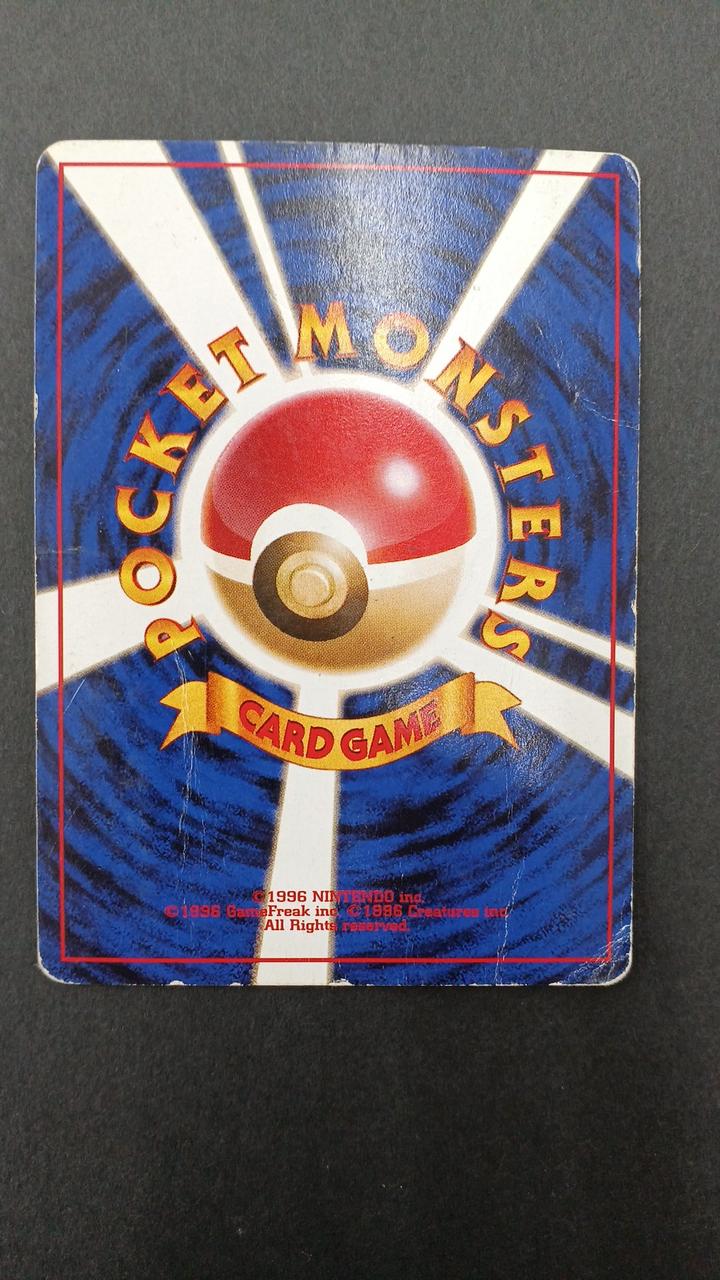 POCKET MONSTERS
CARD GAME
©1996 NINTENDO inc.
©1996 GameFreak inc. ©1996 Creatures inc.
All Rights reserved.